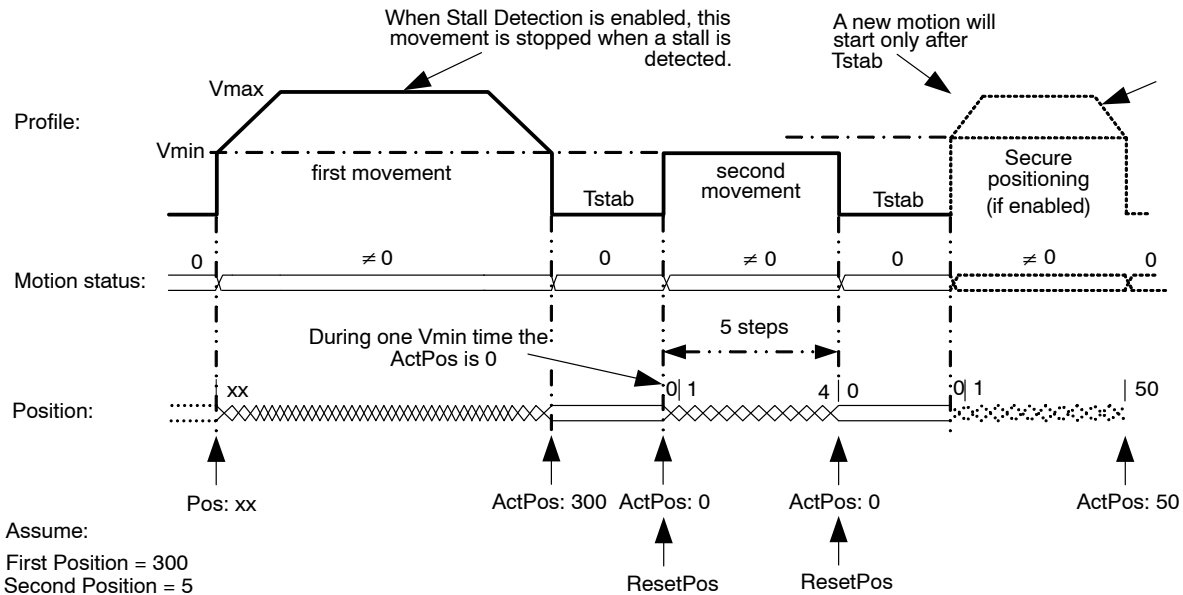 When Stall Detection is enabled, this
movement is stopped when a stall is
detected.
A new motion will
start only after
Tstab
Vmax
Profile:
Vmin
first movement
Tstab
second
movement
Tstab
Secure
positioning
(if enabled)
0
≠ 0
0
≠ 0
0
≠ 0
0
Motion status:
During one Vmin time the
ActPos is 0
5 steps
xx
0 1
4 0
0 1
50
Position:
Pos: xx
ActPos: 300
ActPos: 0
ActPos: 0
ActPos: 50
Assume:
First Position = 300
Second Position = 5
ResetPos
ResetPos